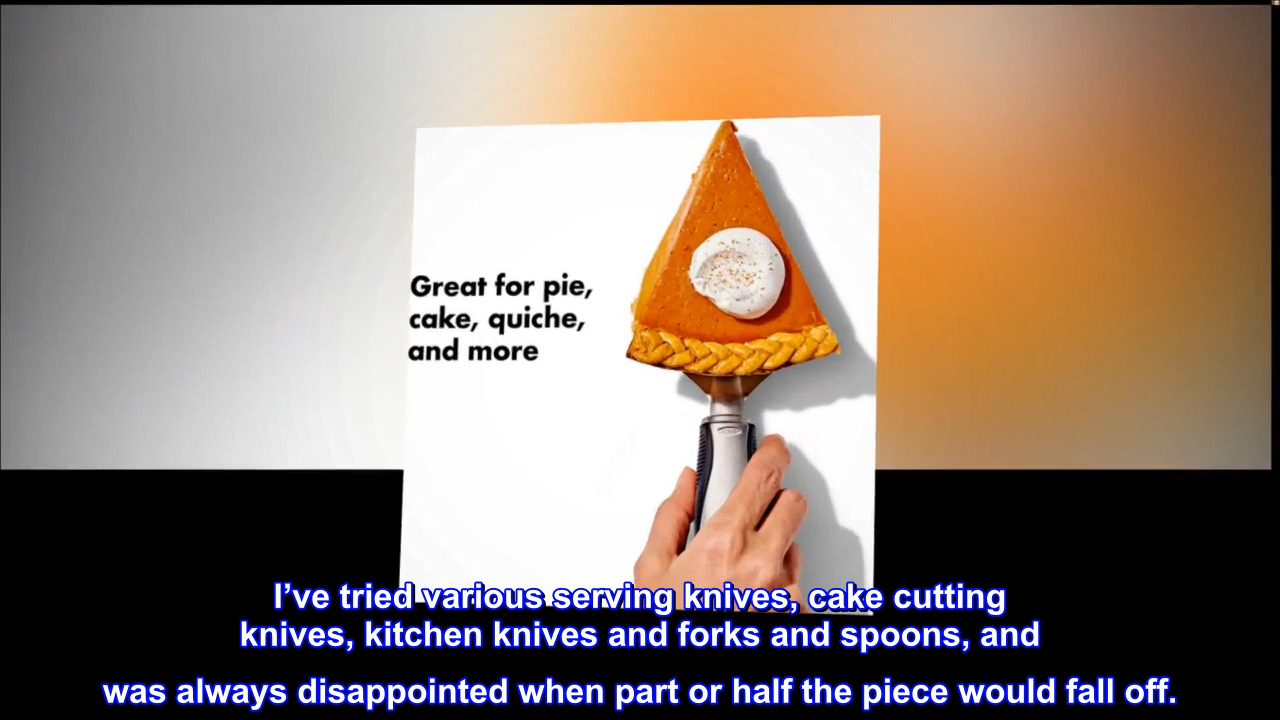 Great for pie,
cake, quiche,
and more
I’ve tried various serving knives, cake cutting
knives, kitchen knives and forks and spoons, and
was always disappointed when part or half the piece would fall off.